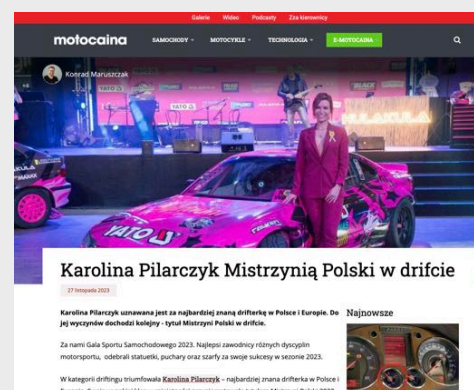 Galerie Wideo Podcasty Zza kierownicy
motocaina SAMOCHODY MOTOCYKLE TECHNOLOGIA E-MOTOCAINA
Konrad Maruszczak
YATO
HULAKULA
YATO
Karolina Pilarczyk Mistrzynią Polski w drifcie
27 listopada 2023
Karolina Pilarczyk uznawana jest za najbardziej znaną drifterkę w Polsce i Europie. Do
jej wyczynów dochodzi kolejny - tytuł Mistrzyni Polski w drifcie.
Najnowsze
Za nami Gala Sportu Samochodowego 2023. Najlepsi zawodnicy różnych dyscyplin
motorsportu, odebrali statuetki, puchary oraz szarfy za swoje sukcesy w sezonie 2023.
W kategorii driftingu triumfowała Karolina Pilarczyk – najbardziej znana drifterka w Polsce i